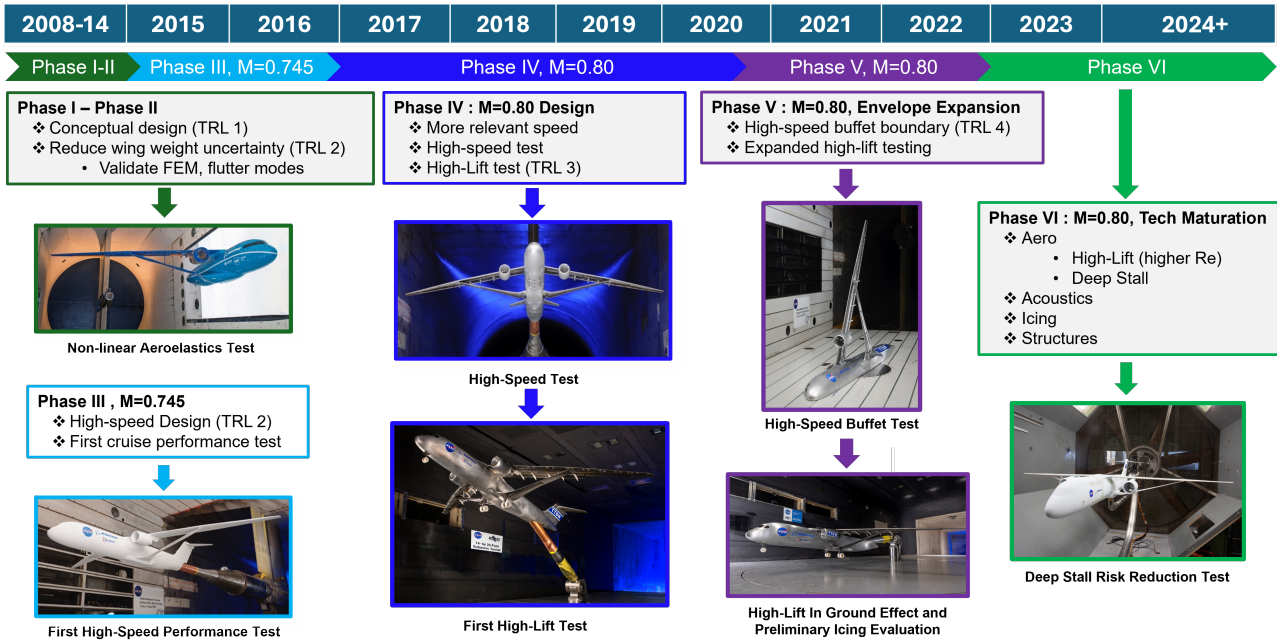 2008-14 2015 2016 2017 2018 2019 2020 2021 2022 2023 2024+
Phase I-II Phase III, M=0.745 Phase IV, M=0.80 Phase V, M=0.80 Phase VI
Phase I – Phase II
❖ Conceptual design (TRL 1)
❖ Reduce wing weight uncertainty (TRL 2)
• Validate FEM, flutter modes
Non-linear Aeroelastics Test
Phase III , M=0.745
❖ High-speed Design (TRL 2)
❖ First cruise performance test
First High-Speed Performance Test
Phase IV : M=0.80 Design
❖ More relevant speed
❖ High-speed test
❖ High-Lift test (TRL 3)
High-Speed Test
First High-Lift Test
Phase V : M=0.80, Envelope Expansion
❖ High-speed buffet boundary (TRL 4)
❖ Expanded high-lift testing
High-Speed Buffet Test
High-Lift In Ground Effect and
Preliminary Icing Evaluation
Phase VI : M=0.80, Tech Maturation
❖ Aero
• High-Lift (higher Re)
• Deep Stall
❖ Acoustics
❖ Icing
❖ Structures
Deep Stall Risk Reduction Test